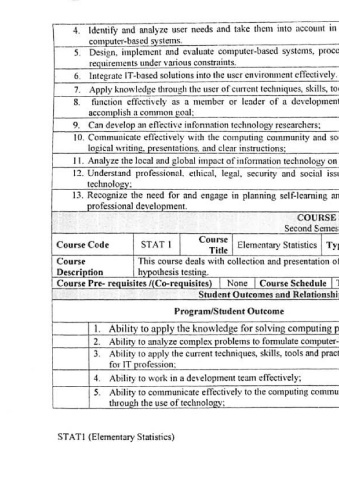 4. Identify and analyze user needs and take them into account in
computer-based systems.
5. Design, implement and evaluate computer-based systems, proce
requirements under various constraints.
6. Integrate IT-based solutions into the user environment effectively.
7. Apply knowledge through the user of current techniques, skills, to
8. function effectively as a member or leader of a development
accomplish a common goal;
9. Can develop an effective information technology researchers;
10. Communicate effectively with the computing community and so
logical writing, presentations, and clear instructions;
11. Analyze the local and global impact of information technology on
12. Understand professional, ethical, legal, security and social iss
technology;
13. Recognize the need for and engage in planning self-learning an
professional development.
COURSE
Second Semes
Course Code STAT 1 Course Title Elementary Statistics Ty
Course Description This course deals with collection and presentation of
hypothesis testing.
Course Pre- requisites /(Co-requisites) None Course Schedule
Student Outcomes and Relationshi
Program/Student Outcome
1. Ability to apply the knowledge for solving computing p
2. Ability to analyze complex problems to formulate computer-
3. Ability to apply the current techniques, skills, tools and pract
for IT profession;
4. Ability to work in a development team effectively;
5. Ability to communicate effectively to the computing commu
through the use of technology;
STAT1 (Elementary Statistics)